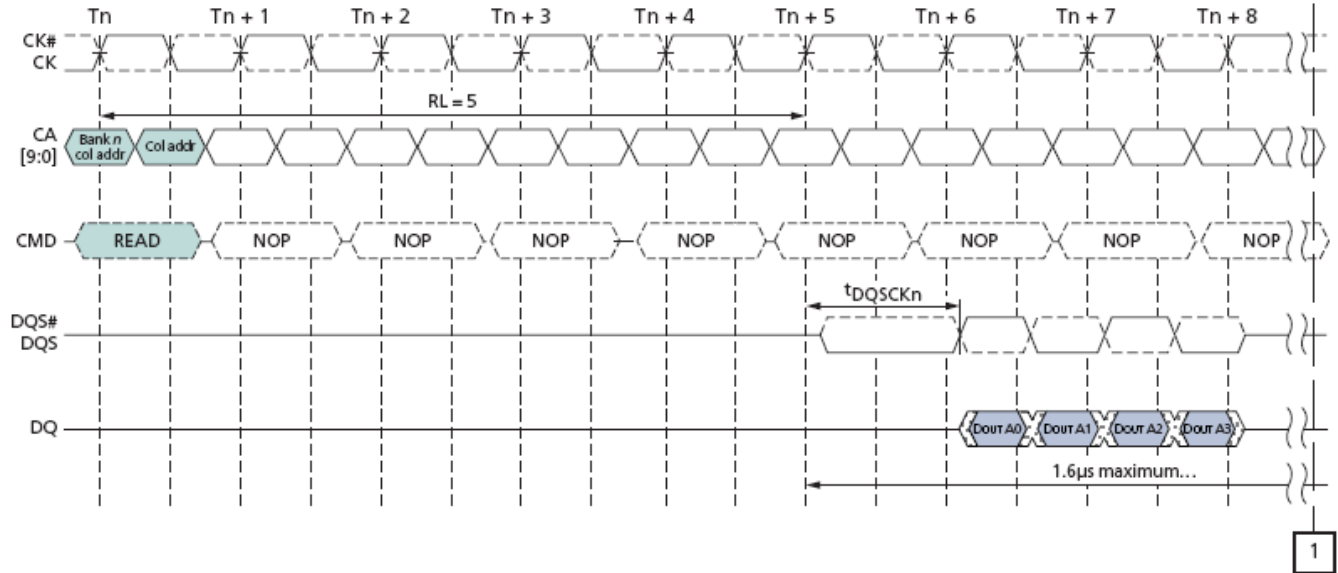 Tn Tn + 1 Tn + 2 Tn + 3 Tn + 4 Tn + 5 Tn + 6 Tn + 7 Tn + 8
CK#
CK
RL = 5
CA
[9:0]
Bank n
col addr
Col addr
CMD READ NOP NOP NOP NOP NOP NOP NOP NOP
tDQSCKn
DQS#
DQS
DQ DOUT A0 DOUT A1 DOUT A2 DOUT A3
1.6µs maximum…
1